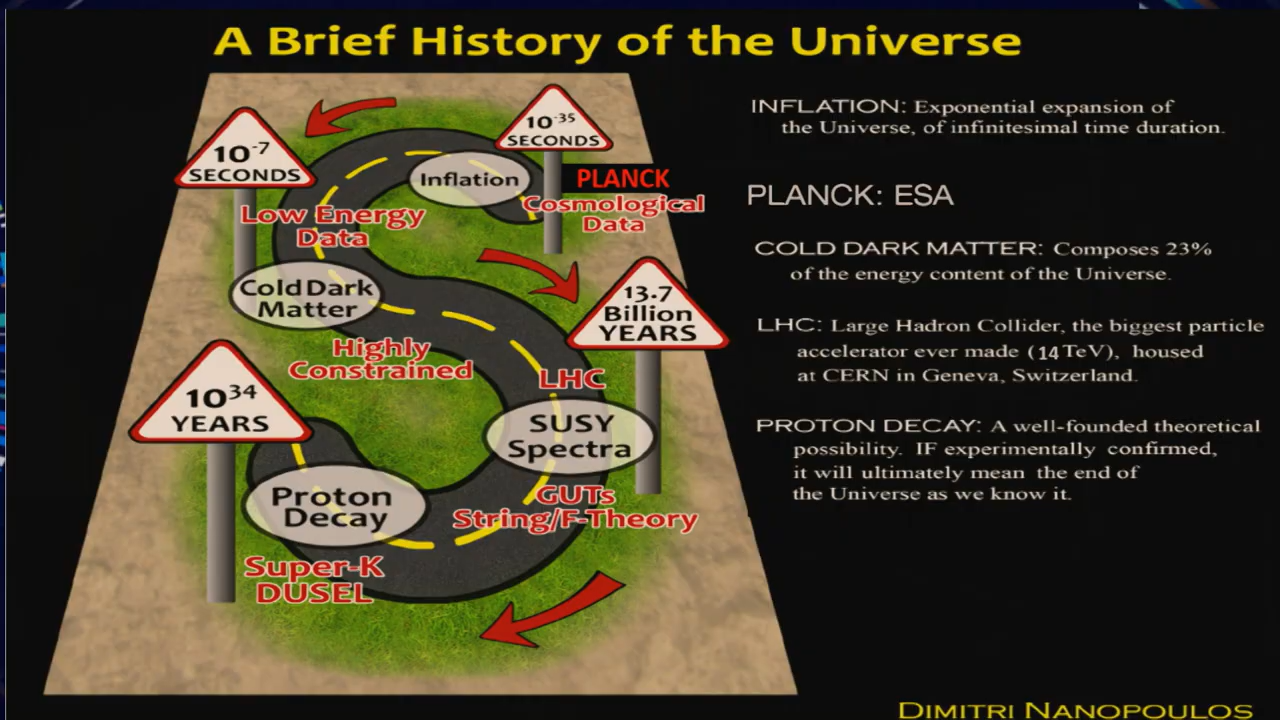 A Brief History of the Universe
10-35
SECONDS
10-7
SECONDS
Inflation
PLANCK
Cosmological
Data
Low Energy
Data
Cold Dark
Matter
13.7
Billion
YEARS
Highly
Constrained
LHC
1034
YEARS
SUSY
Spectra
Proton
Decay
GUTs
String/F-Theory
Super-K
DUSEL
INFLATION: Exponential expansion of
the Universe, of infinitesimal time duration.
PLANCK: ESA
COLD DARK MATTER: Composes 23%
of the energy content of the Universe.
LHC: Large Hadron Collider, the biggest particle
accelerator ever made (14 TeV), housed
at CERN in Geneva, Switzerland.
PROTON DECAY: A well-founded theoretical
possibility. IF experimentally confirmed,
it will ultimately mean the end of
the Universe as we know it.
DIMITRI NANOPOULOS